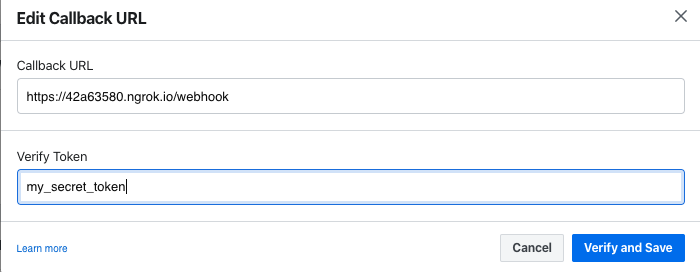 Edit Callback URL
Callback URL
https://42a63580.ngrok.io/webhook
Verify Token
my_secret_token
Learn more
Cancel
Verify and Save